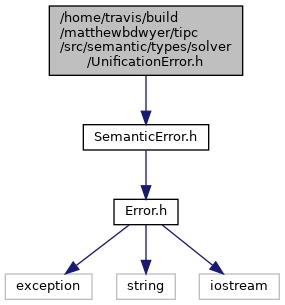 /home/travis/build
/matthewbdwyer/tipc
/src/semantic/types/solver
/UnificationError.h
SemanticError.h
Error.h
exception
string
iostream